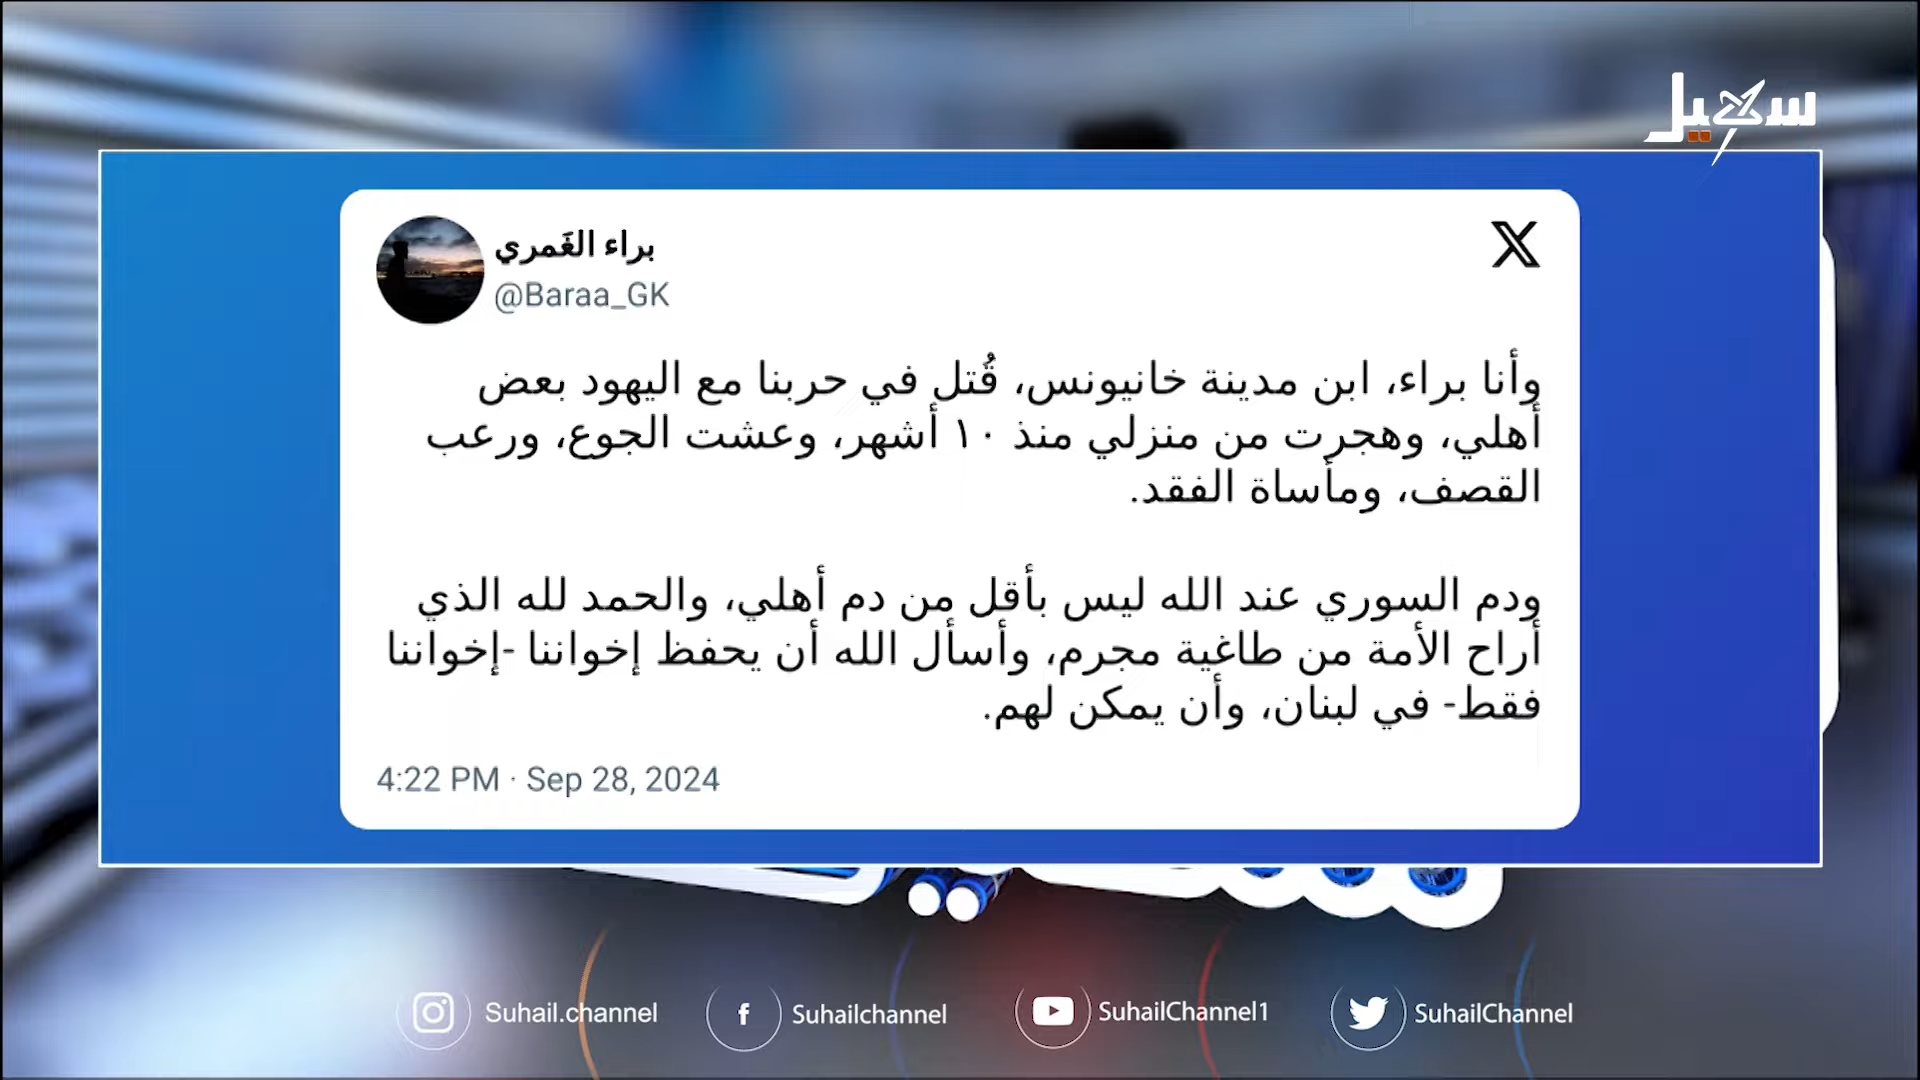 سهيل
براء الغَمري
@Baraa_GK
وأنا براء، ابن مدينة خانيونس، قُتل في حربنا مع اليهود بعض
أهلي، وهجرت من منزلي منذ ١٠ أشهر، وعشت الجوع، ورعب
القصف، ومأساة الفقد.
ودم السوري عند الله ليس بأقل من دم أهلي، والحمد لله الذي
أراح الأمة من طاغية مجرم، وأسأل الله أن يحفظ إخواننا -إخواننا
فقط- في لبنان، وأن يمكن لهم.
4:22 PM · Sep 28, 2024
Suhail.channel
Suhailchannel
SuhailChannel1
SuhailChannel